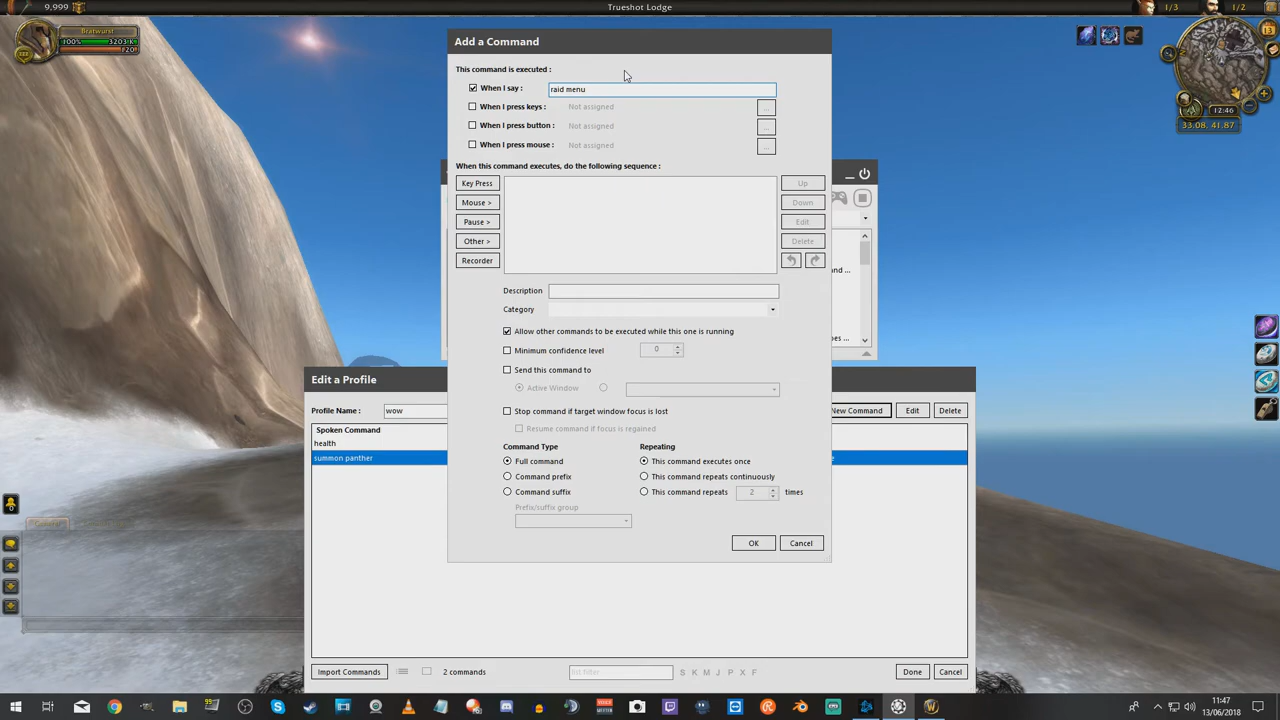 9,999
Trueshot Lodge
1/3
1/2
Bratwurst
100% 3203 K
120
13
12:46
33.08, 41.87
Add a Command
This command is executed :
When I say : raid menu
When I press keys : Not assigned ...
When I press button : Not assigned ...
When I press mouse : Not assigned ...
When this command executes, do the following sequence :
Key Press
Up
Mouse >
Down
Pause >
Edit
Other >
Delete
Recorder
Description
Category
Allow other commands to be executed while this one is running
Minimum confidence level 0
Send this command to
Active Window
Stop command if target window focus is lost
Resume command if focus is regained
Command Type Repeating
Full command This command executes once
Command prefix This command repeats continuously
Command suffix This command repeats 2 times
Prefix/suffix group
OK Cancel
Edit a Profile
Profile Name : wow
New Command Edit Delete
Spoken Command
health
summon panther
Import Commands 2 commands list filter S K M J P X F Done Cancel
General
11:47
13/06/2018